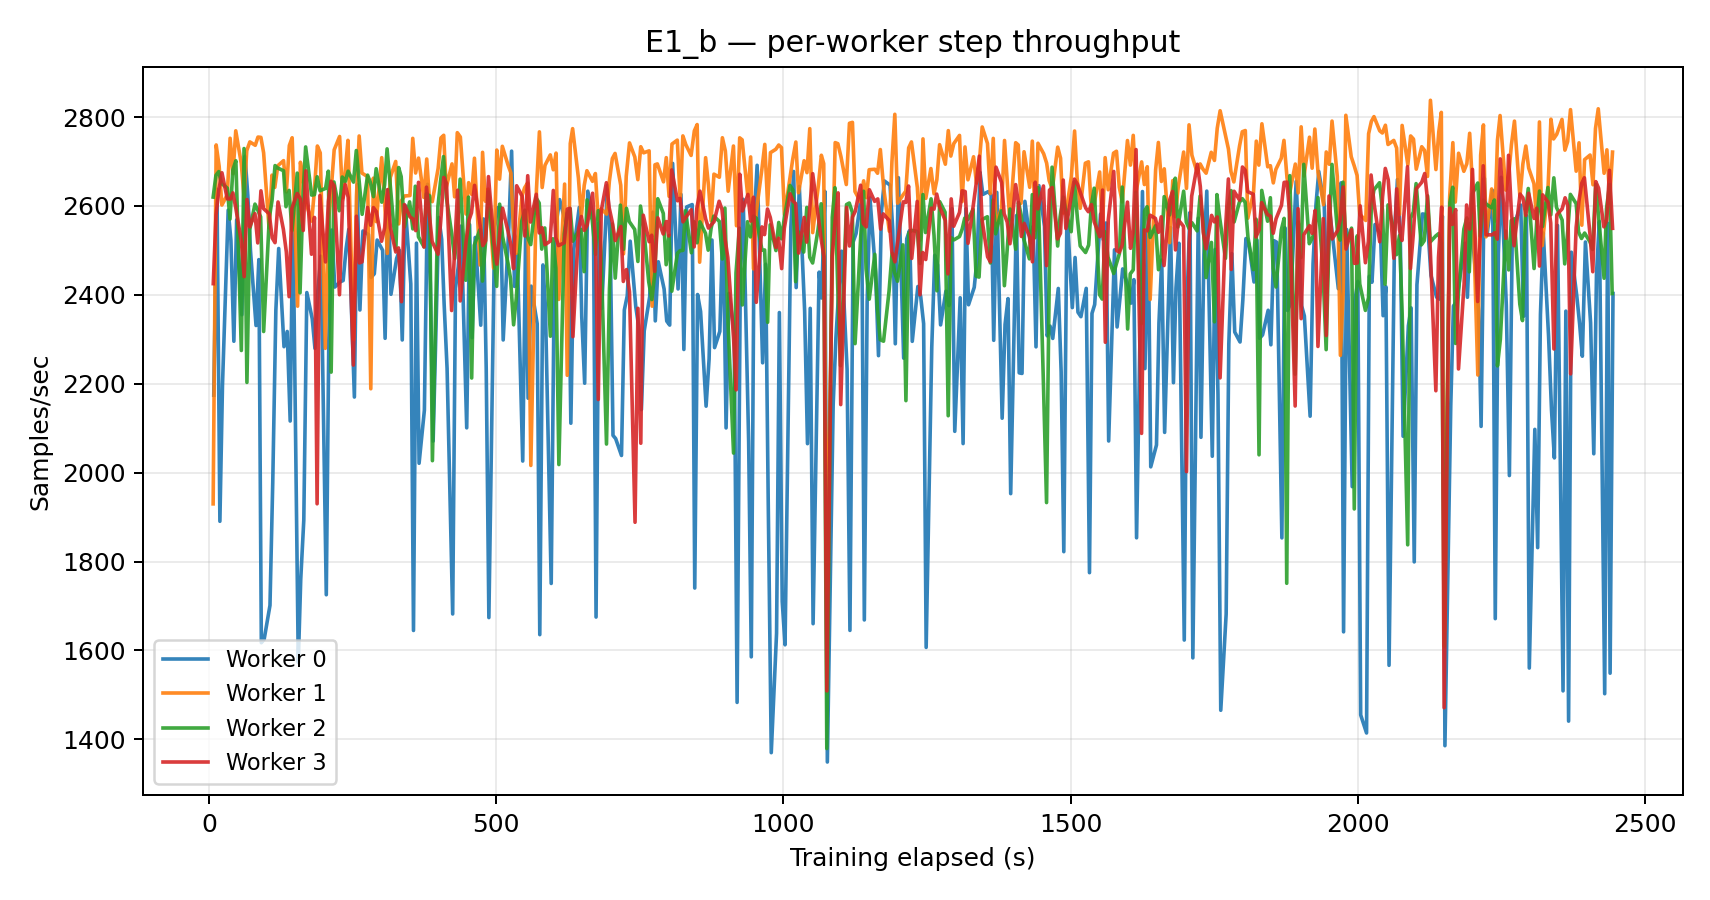 E1_b — per-worker step throughput
Samples/sec
2800
2600
2400
2200
2000
1800
1600
1400
Worker 0
Worker 1
Worker 2
Worker 3
0 500 1000 1500 2000 2500
Training elapsed (s)